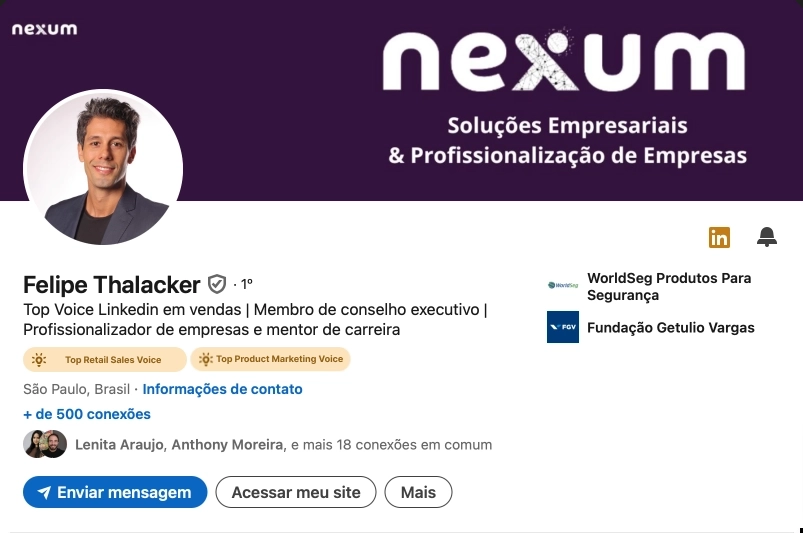 nexum
nexum
Soluções Empresariais
& Profissionalização de Empresas
in
Felipe Thalacker · 1º
Top Voice Linkedin em vendas | Membro de conselho executivo |
Profissionalizador de empresas e mentor de carreira
Top Retail Sales Voice
Top Product Marketing Voice
São Paulo, Brasil · Informações de contato
+ de 500 conexões
Lenita Araujo, Anthony Moreira, e mais 18 conexões em comum
Enviar mensagem
Acessar meu site
Mais
WorldSeg
WorldSeg Produtos Para
Segurança
FGV
Fundação Getulio Vargas